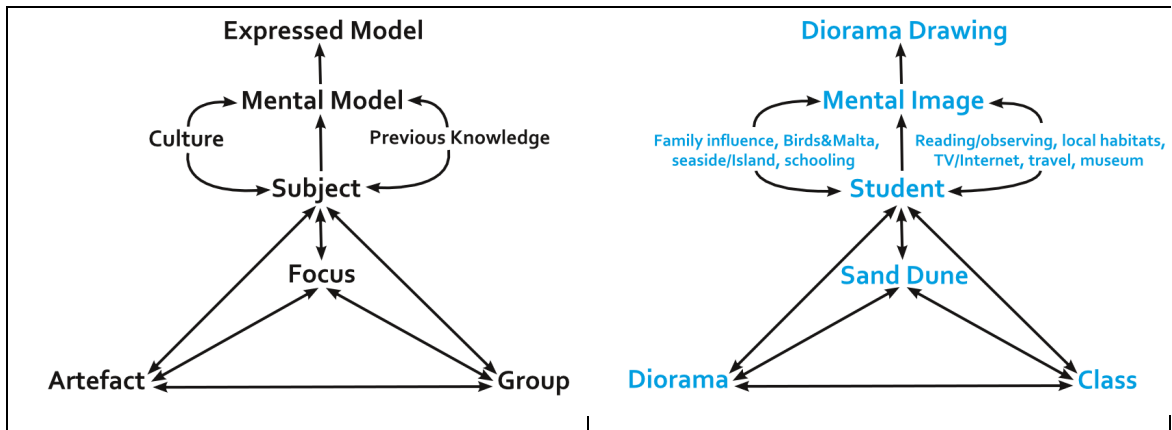 Expressed Model
Mental Model
Culture
Previous Knowledge
Subject
Focus
Artefact
Group
Diorama Drawing
Mental Image
Family influence, Birds&Malta,
seaside/Island, schooling
Reading/observing, local habitats,
TV/Internet, travel, museum
Student
Sand Dune
Diorama
Class